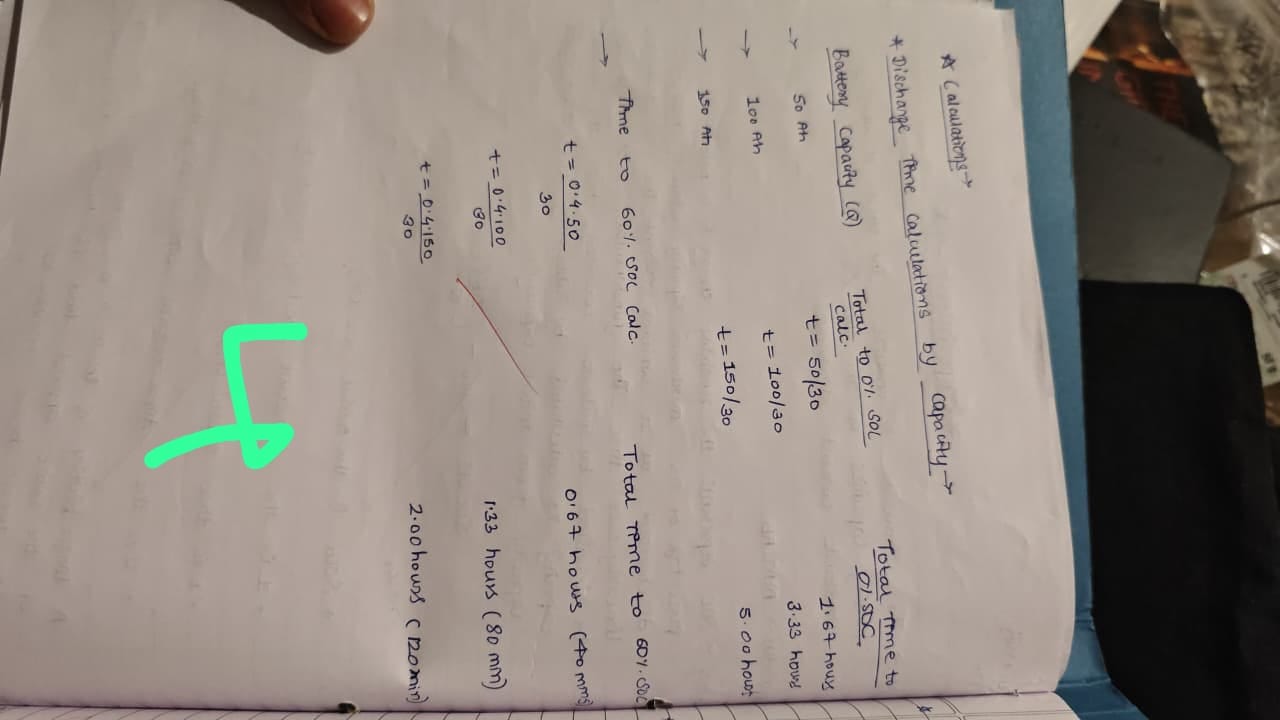 * Calculations →
* Discharge Time Calculations by Capacity →
Battery Capacity (Q) Total to 0% SOC Calc. Total Time to 0% SOC
→ 50 Ah t = 50/30 1.67 hours
→ 100 Ah t = 100/30 3.33 hours
→ 150 Ah t = 150/30 5.00 hours
→ Time to 60% SOC Calc. Total Time to 60% SOC
t = 0.4.50/30 0.67 hours (40 min)
t = 0.4.100/30 1.33 hours (80 min)
t = 0.4.150/30 2.00 hours (120 min)